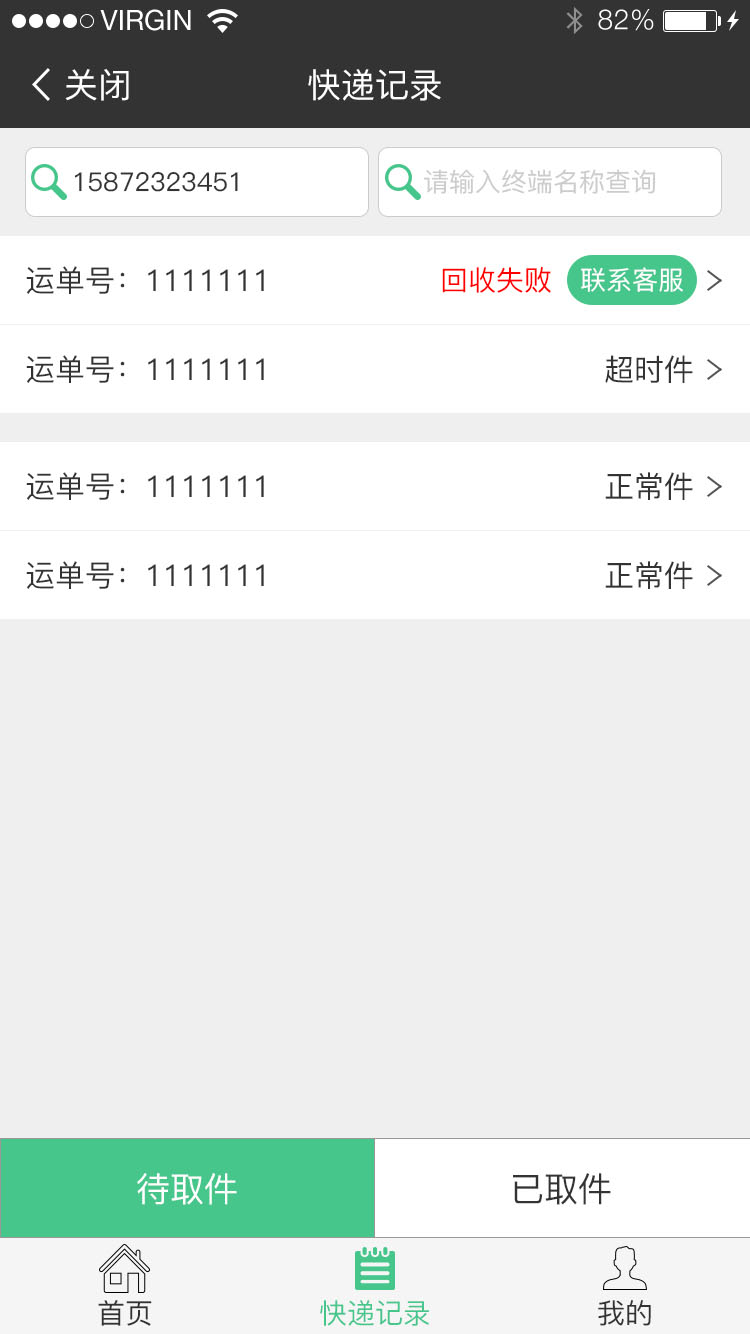 VIRGIN 82%
关闭 快递记录
15872323451 请输入终端名称查询
运单号：1111111 回收失败 联系客服
运单号：1111111 超时件
运单号：1111111 正常件
运单号：1111111 正常件
待取件 已取件
首页 快递记录 我的